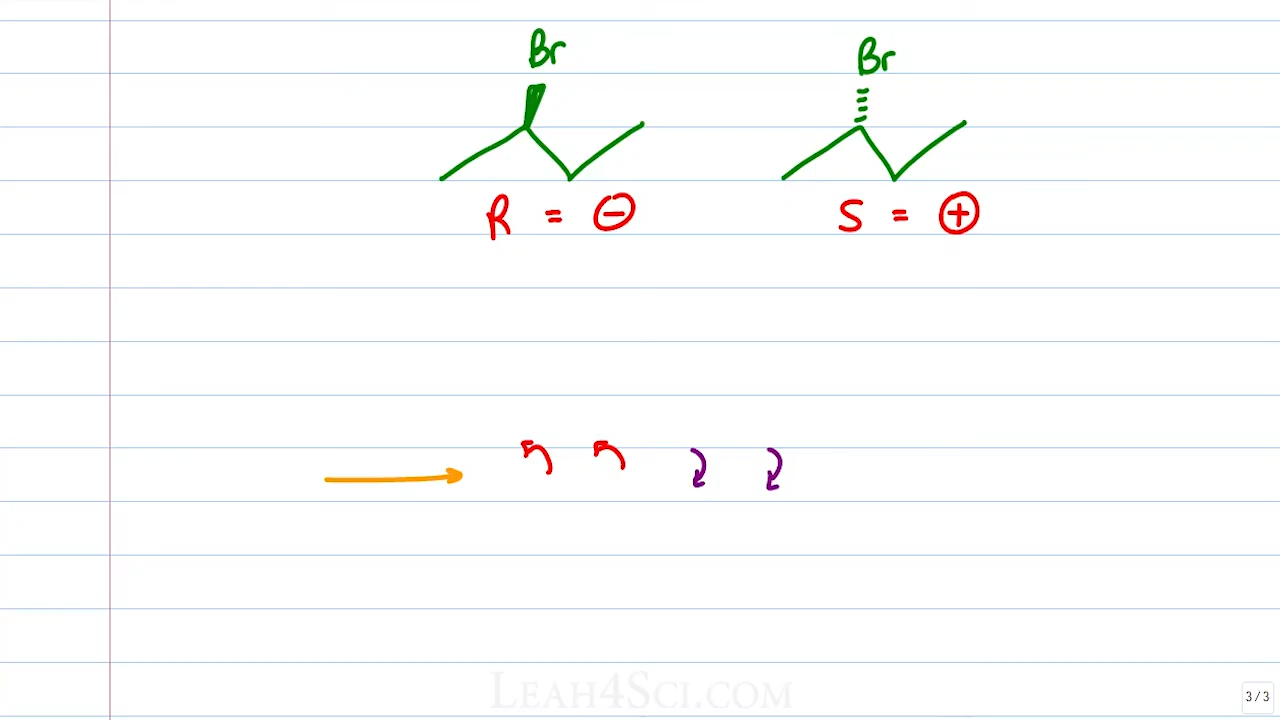 Br Br
R = ⊖ S = ⊕
LEAH4SCI.COM
3/3